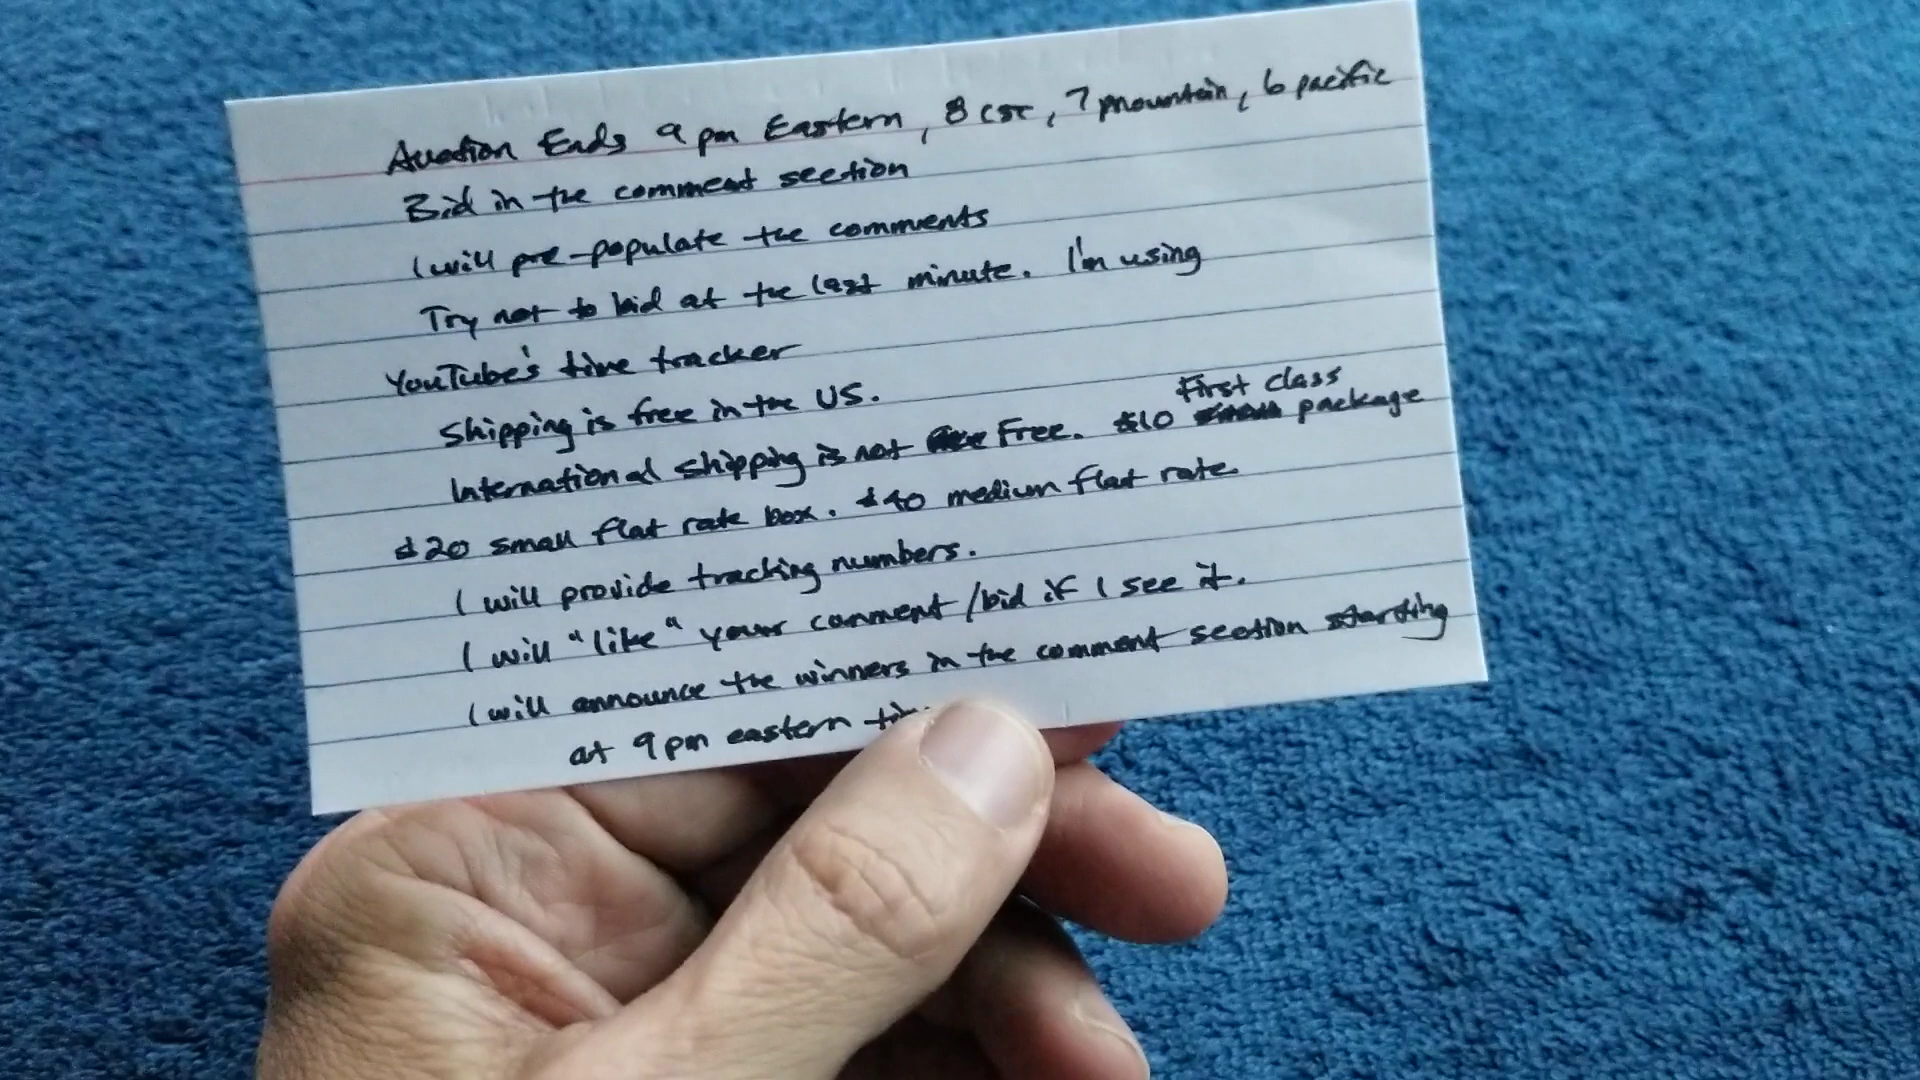 Auction Ends 9 pm Eastern, 8 CST, 7 mountain, 6 pacific
Bid in the comment section
I will pre-populate the comments
Try not to bid at the last minute. I'm using
YouTube's time tracker
Shipping is free in the US.
First class
International shipping is not Free. $10 package
$20 small flat rate box. $40 medium flat rate
I will provide tracking numbers.
I will "like" your comment/bid if I see it.
I will announce the winners in the comment section starting
at 9pm eastern